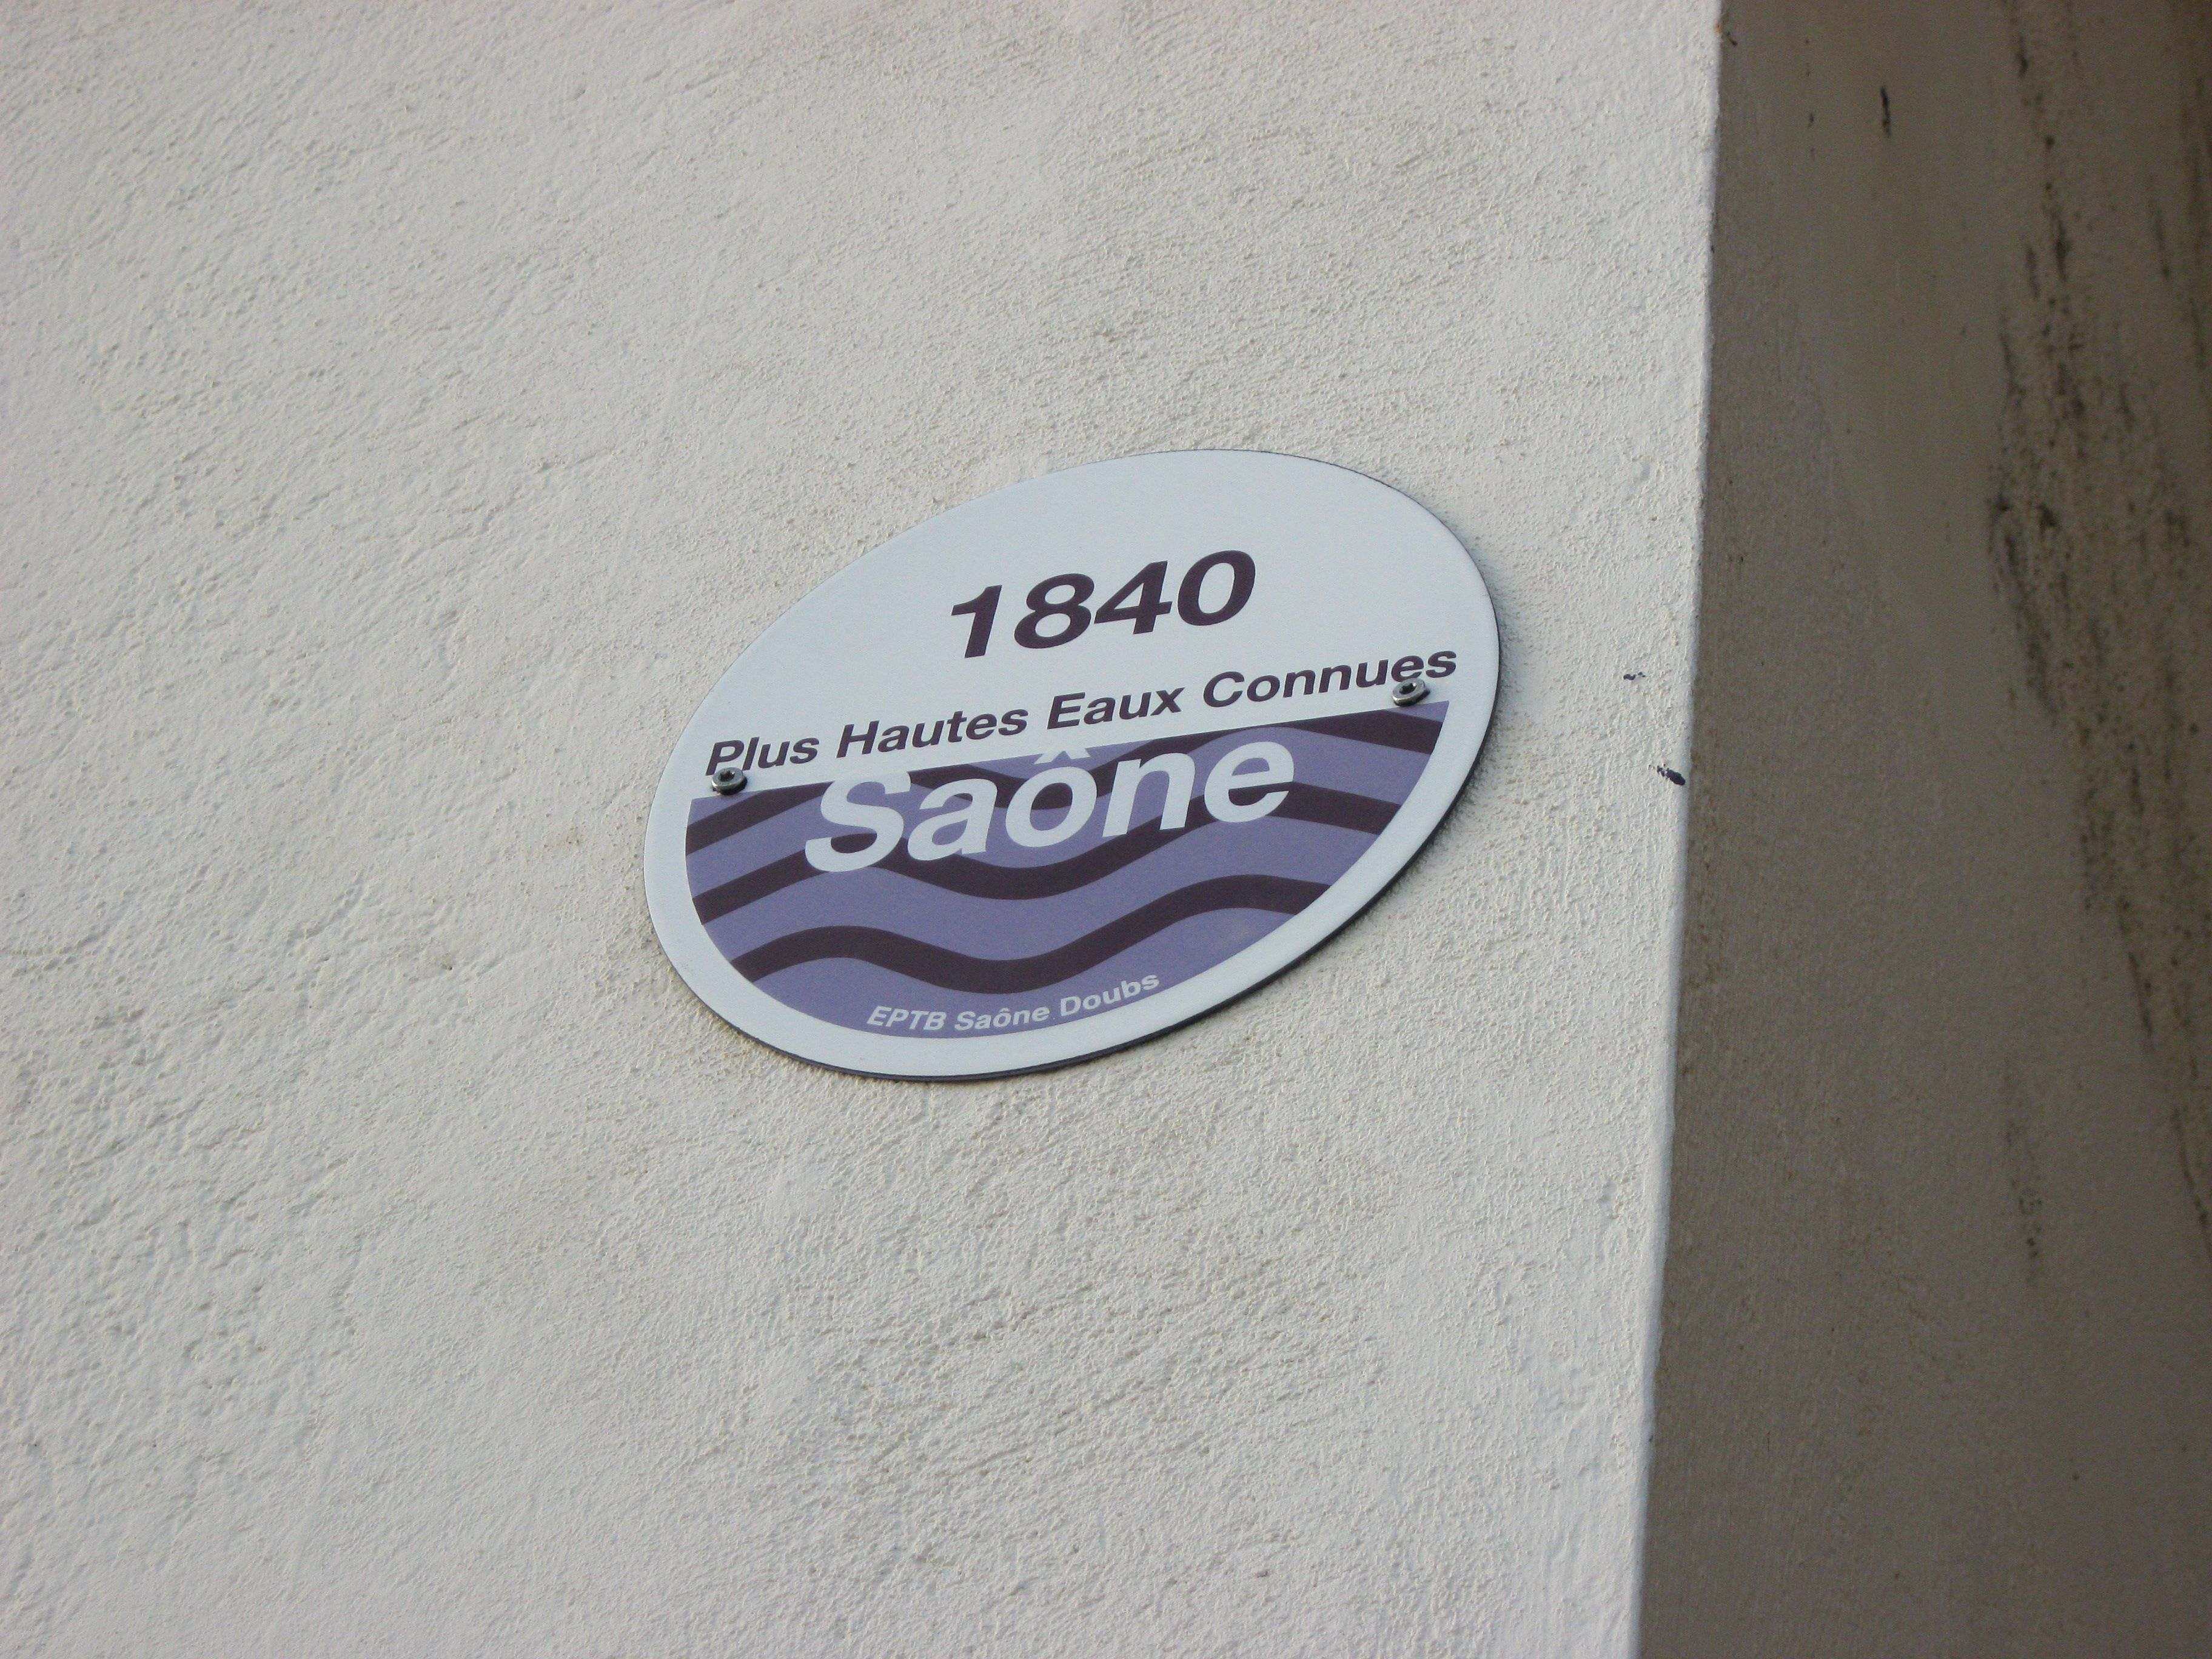 1840
Plus Hautes Eaux Connues
Saône
EPTB Saône Doubs